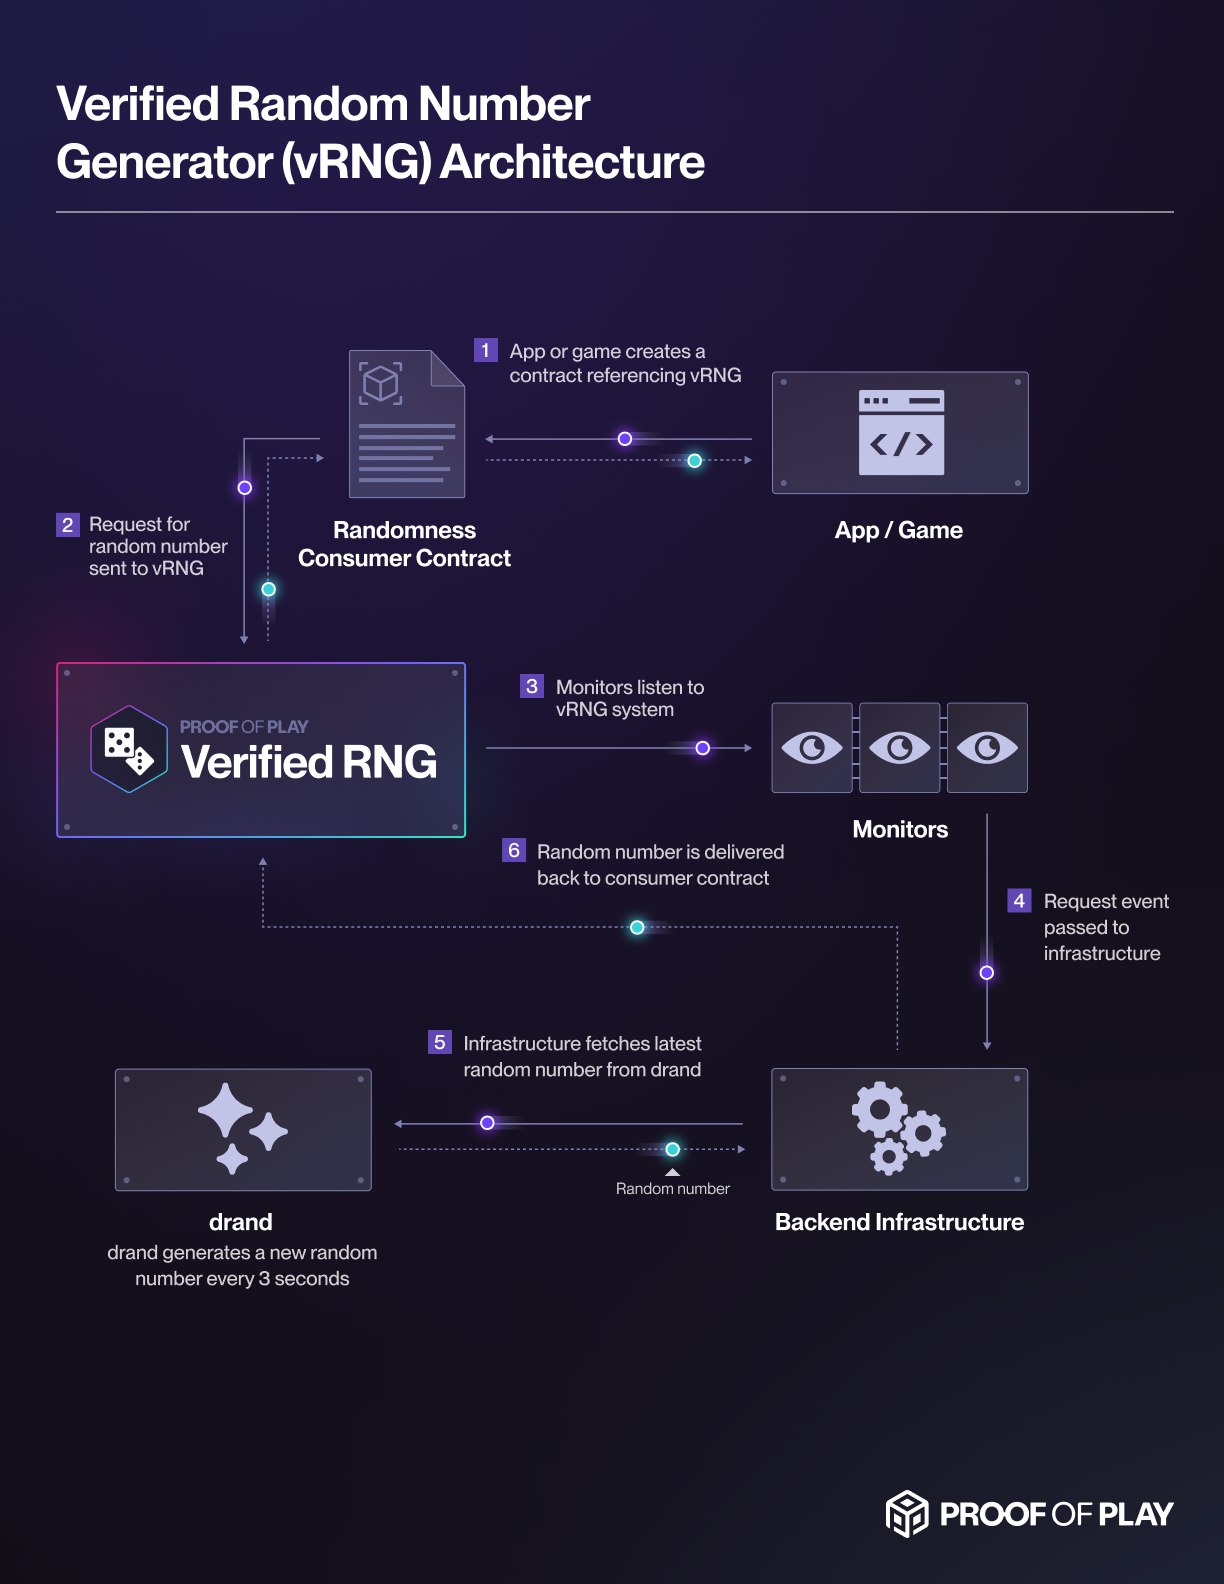 Verified Random Number
Generator (vRNG) Architecture
1
App or game creates a
contract referencing vRNG
</>
Randomness
Consumer Contract
App / Game
2
Request for
random number
sent to vRNG
PROOF OF PLAY
Verified RNG
3
Monitors listen to
vRNG system
Monitors
6
Random number is delivered
back to consumer contract
4
Request event
passed to
infrastructure
5
Infrastructure fetches latest
random number from drand
Random number
drand
drand generates a new random
number every 3 seconds
Backend Infrastructure
PROOF OF PLAY